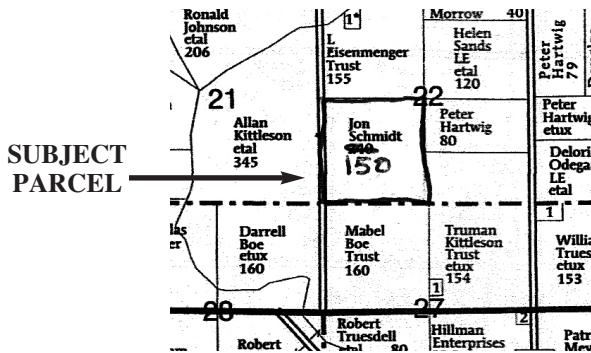 Ronald
Johnson
etal
206
1*
L
Eisenmenger
Trust
155
Morrow 40
Helen
Sands
LE
etal
120
Peter
Hartwig
79
21
22
Allan
Kittleson
etal
345
Jon
Schmidt
150
Peter
Hartwig
80
Peter
Hartwig
etux
Delori
Odega
LE
etal
SUBJECT
PARCEL
1
Darrell
Boe
etux
160
Mabel
Boe
Trust
160
Truman
Kittleson
Trust
etux
154
Willia
Trues
etux
153
1
28
27
2
Robert
Robert
Truesdell
etal 80
Hillman
Enterprises
Patr